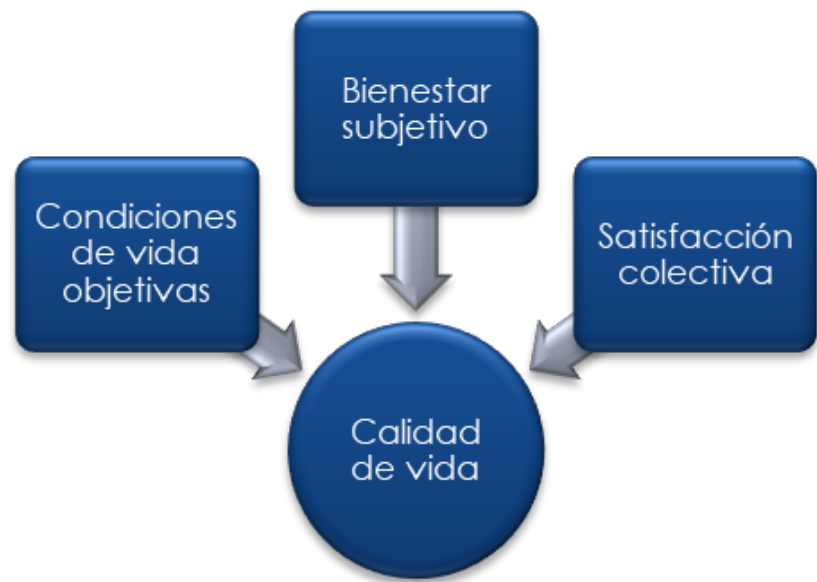 Bienestar
subjetivo
Condiciones
de vida
objetivas
Satisfacción
colectiva
Calidad
de vida